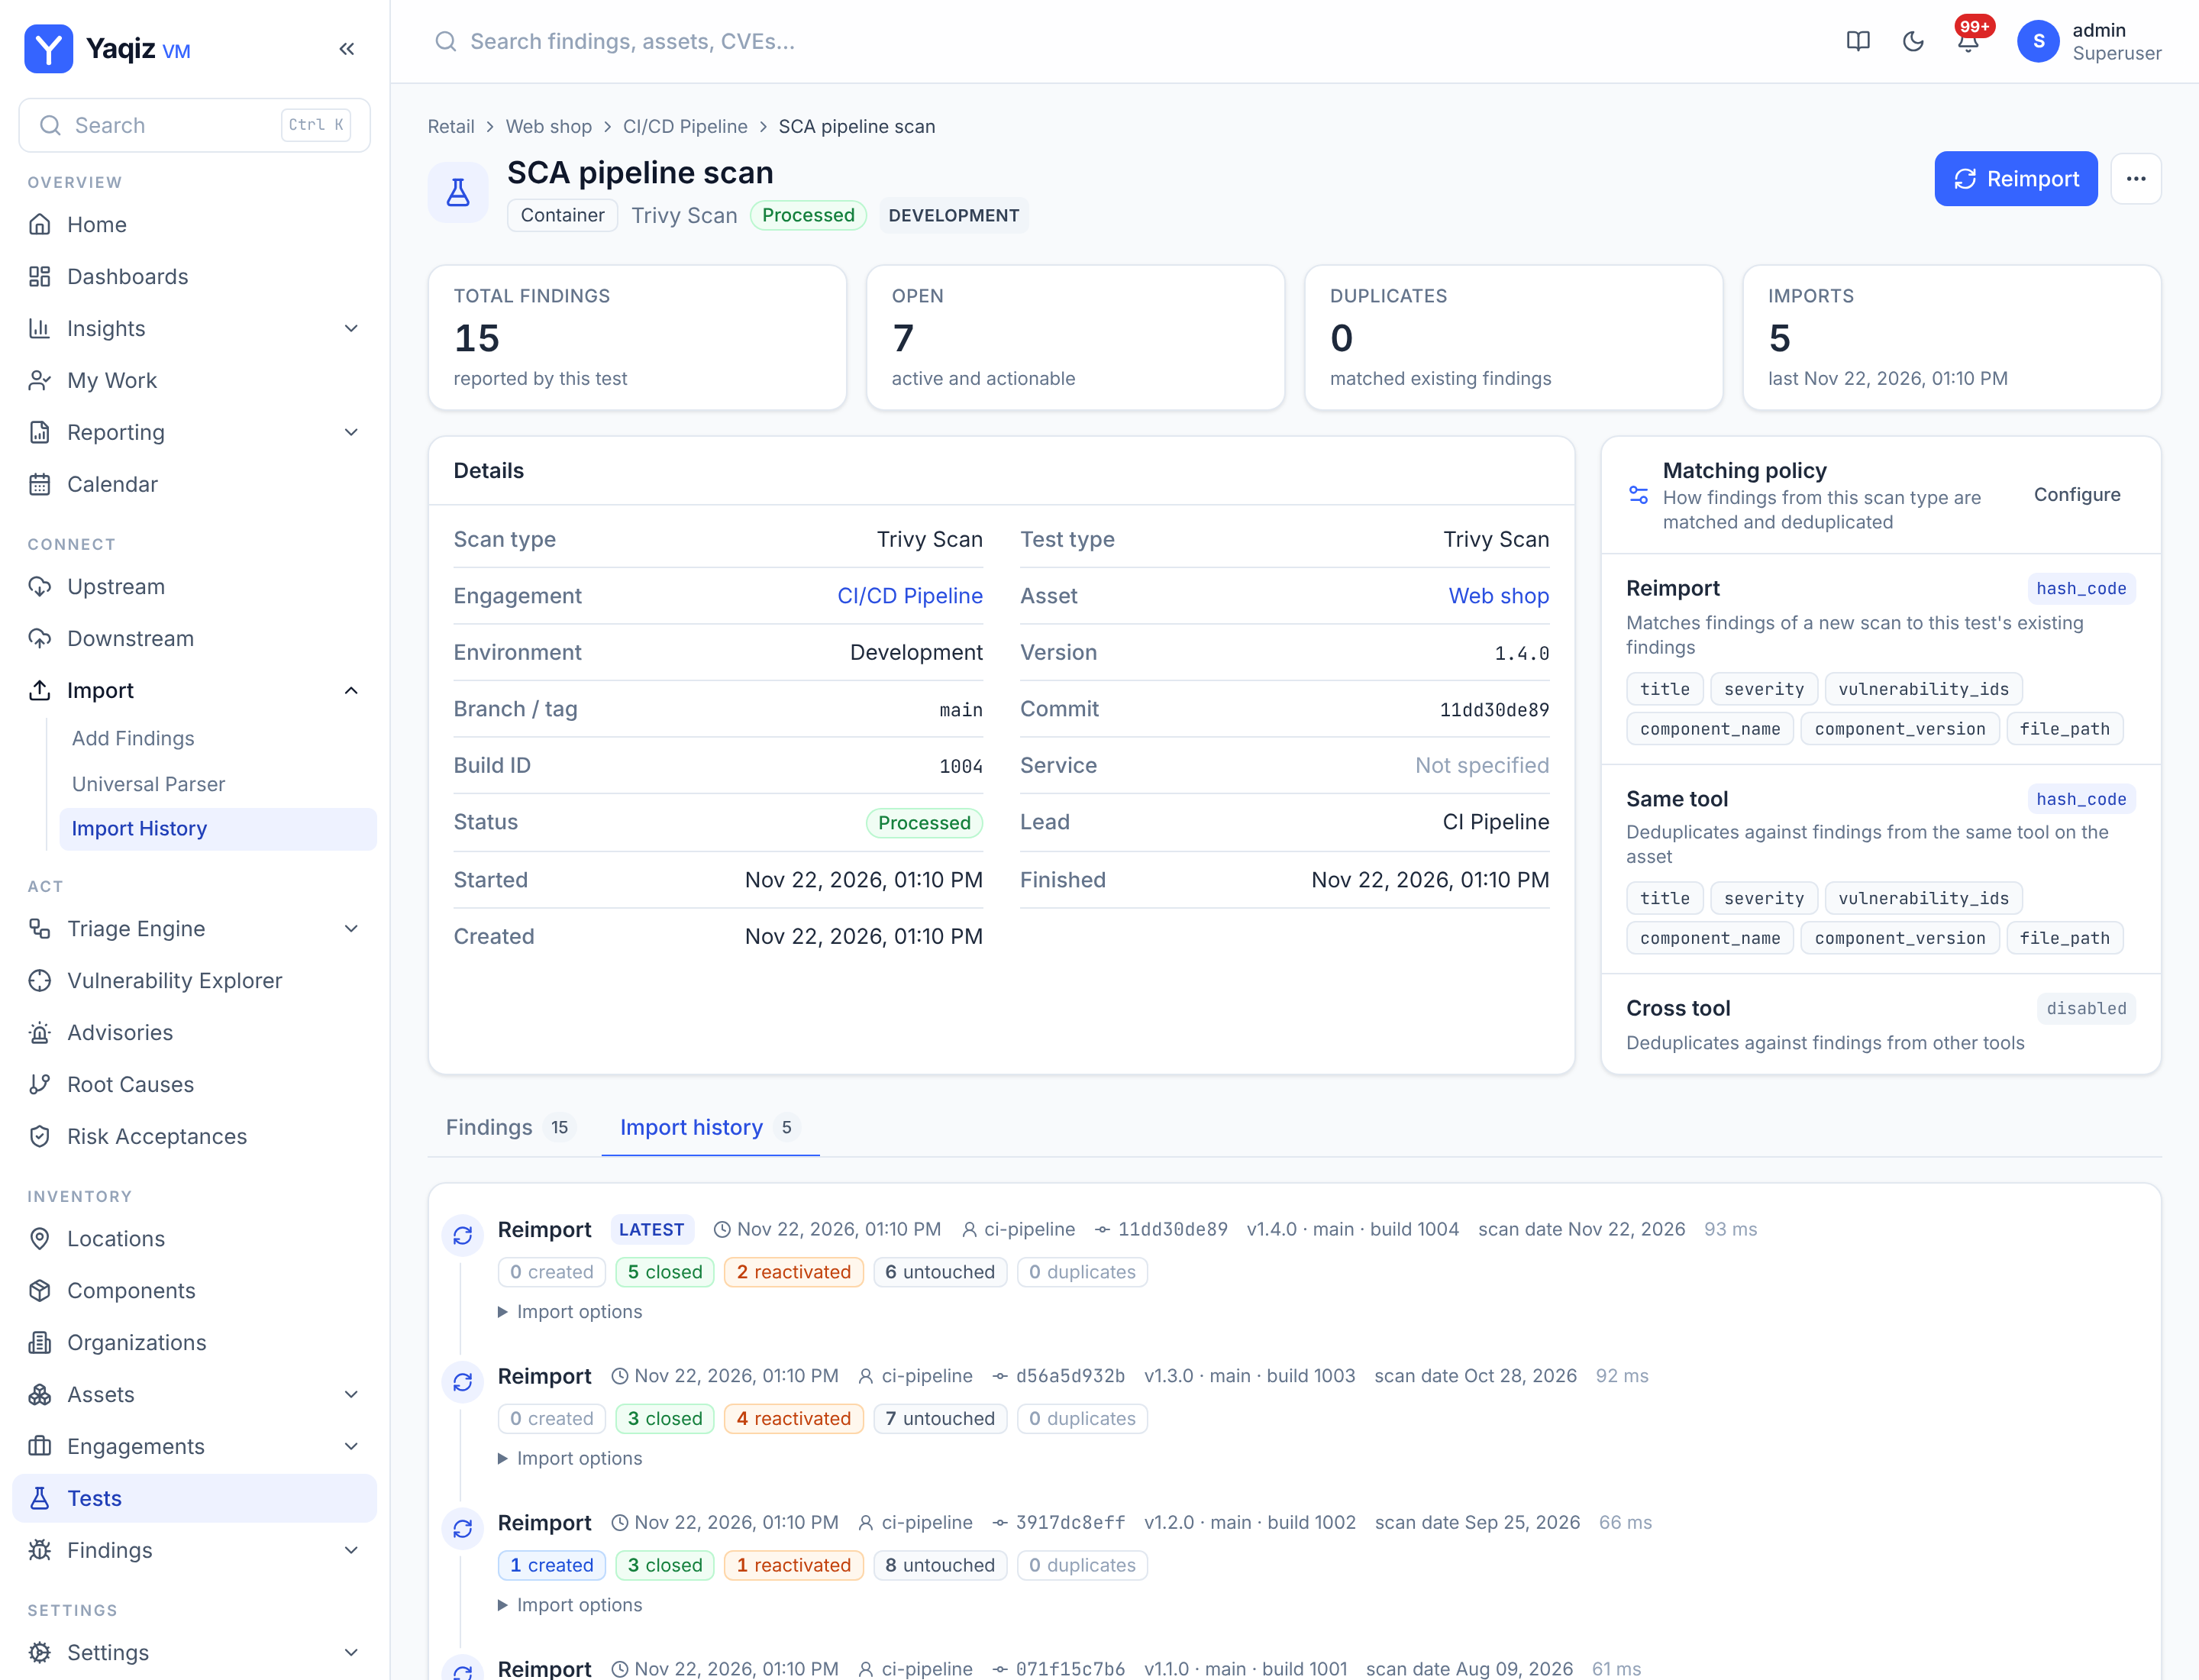 Yaqiz VM
Search Ctrl K
OVERVIEW
Home
Dashboards
Insights
My Work
Reporting
Calendar
CONNECT
Upstream
Downstream
Import
Add Findings
Universal Parser
Import History
ACT
Triage Engine
Vulnerability Explorer
Advisories
Root Causes
Risk Acceptances
INVENTORY
Locations
Components
Organizations
Assets
Engagements
Tests
Findings
SETTINGS
Settings
Search findings, assets, CVEs...
99+
S
admin
Superuser
Retail > Web shop > CI/CD Pipeline > SCA pipeline scan
SCA pipeline scan
Container Trivy Scan Processed DEVELOPMENT
Reimport
TOTAL FINDINGS
15
reported by this test
OPEN
7
active and actionable
DUPLICATES
0
matched existing findings
IMPORTS
5
last Nov 22, 2026, 01:10 PM
Details
Scan type Trivy Scan
Test type Trivy Scan
Engagement CI/CD Pipeline
Asset Web shop
Environment Development
Version 1.4.0
Branch / tag main
Commit 11dd30de89
Build ID 1004
Service Not specified
Status Processed
Lead CI Pipeline
Started Nov 22, 2026, 01:10 PM
Finished Nov 22, 2026, 01:10 PM
Created Nov 22, 2026, 01:10 PM
Matching policy
How findings from this scan type are
matched and deduplicated
Configure
Reimport hash_code
Matches findings of a new scan to this test's existing
findings
title severity vulnerability_ids
component_name component_version file_path
Same tool hash_code
Deduplicates against findings from the same tool on the
asset
title severity vulnerability_ids
component_name component_version file_path
Cross tool disabled
Deduplicates against findings from other tools
Findings 15 Import history 5
Reimport LATEST Nov 22, 2026, 01:10 PM ci-pipeline 11dd30de89 v1.4.0 · main · build 1004 scan date Nov 22, 2026 93 ms
0 created 5 closed 2 reactivated 6 untouched 0 duplicates
Import options
Reimport Nov 22, 2026, 01:10 PM ci-pipeline d56a5d932b v1.3.0 · main · build 1003 scan date Oct 28, 2026 92 ms
0 created 3 closed 4 reactivated 7 untouched 0 duplicates
Import options
Reimport Nov 22, 2026, 01:10 PM ci-pipeline 3917dc8eff v1.2.0 · main · build 1002 scan date Sep 25, 2026 66 ms
1 created 3 closed 1 reactivated 8 untouched 0 duplicates
Import options
Reimport Nov 22, 2026, 01:10 PM ci-pipeline 071f15c7b6 v1.1.0 · main · build 1001 scan date Aug 09, 2026 61 ms